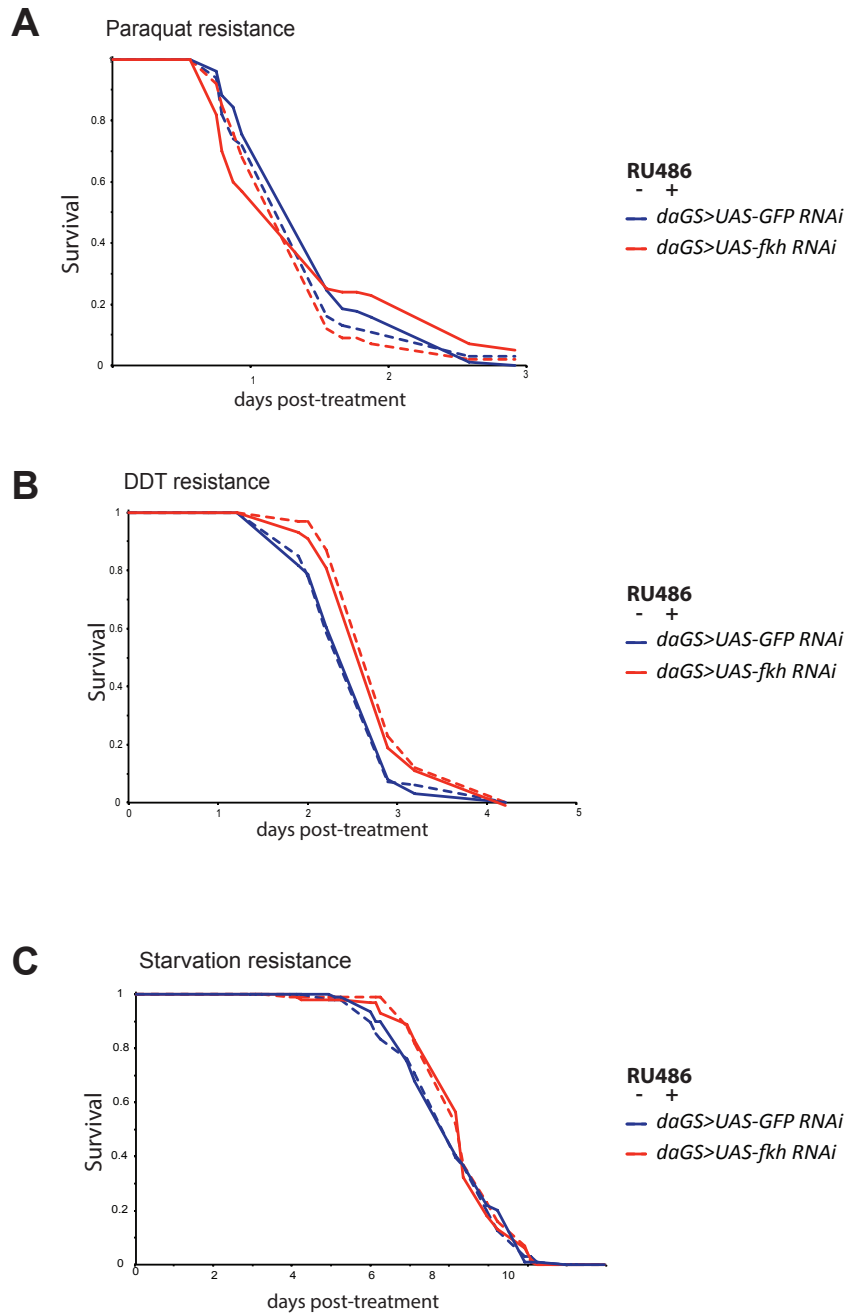 A
Paraquat resistance
0.8
0.6
0.4
0.2
0
Survival
1
2
3
days post-treatment
RU486
- +
daGS>UAS-GFP RNAi
daGS>UAS-fkh RNAi
B
DDT resistance
1
0.8
0.6
0.4
0.2
0
Survival
0
1
2
3
4
5
days post-treatment
RU486
- +
daGS>UAS-GFP RNAi
daGS>UAS-fkh RNAi
C
Starvation resistance
1
0.8
0.6
0.4
0.2
0
Survival
0
2
4
6
8
10
days post-treatment
RU486
- +
daGS>UAS-GFP RNAi
daGS>UAS-fkh RNAi